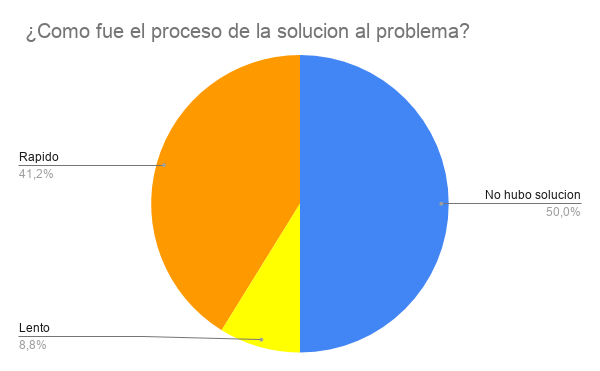 ¿Como fue el proceso de la solucion al problema?
Rapido
41,2%
No hubo solucion
50,0%
Lento
8,8%